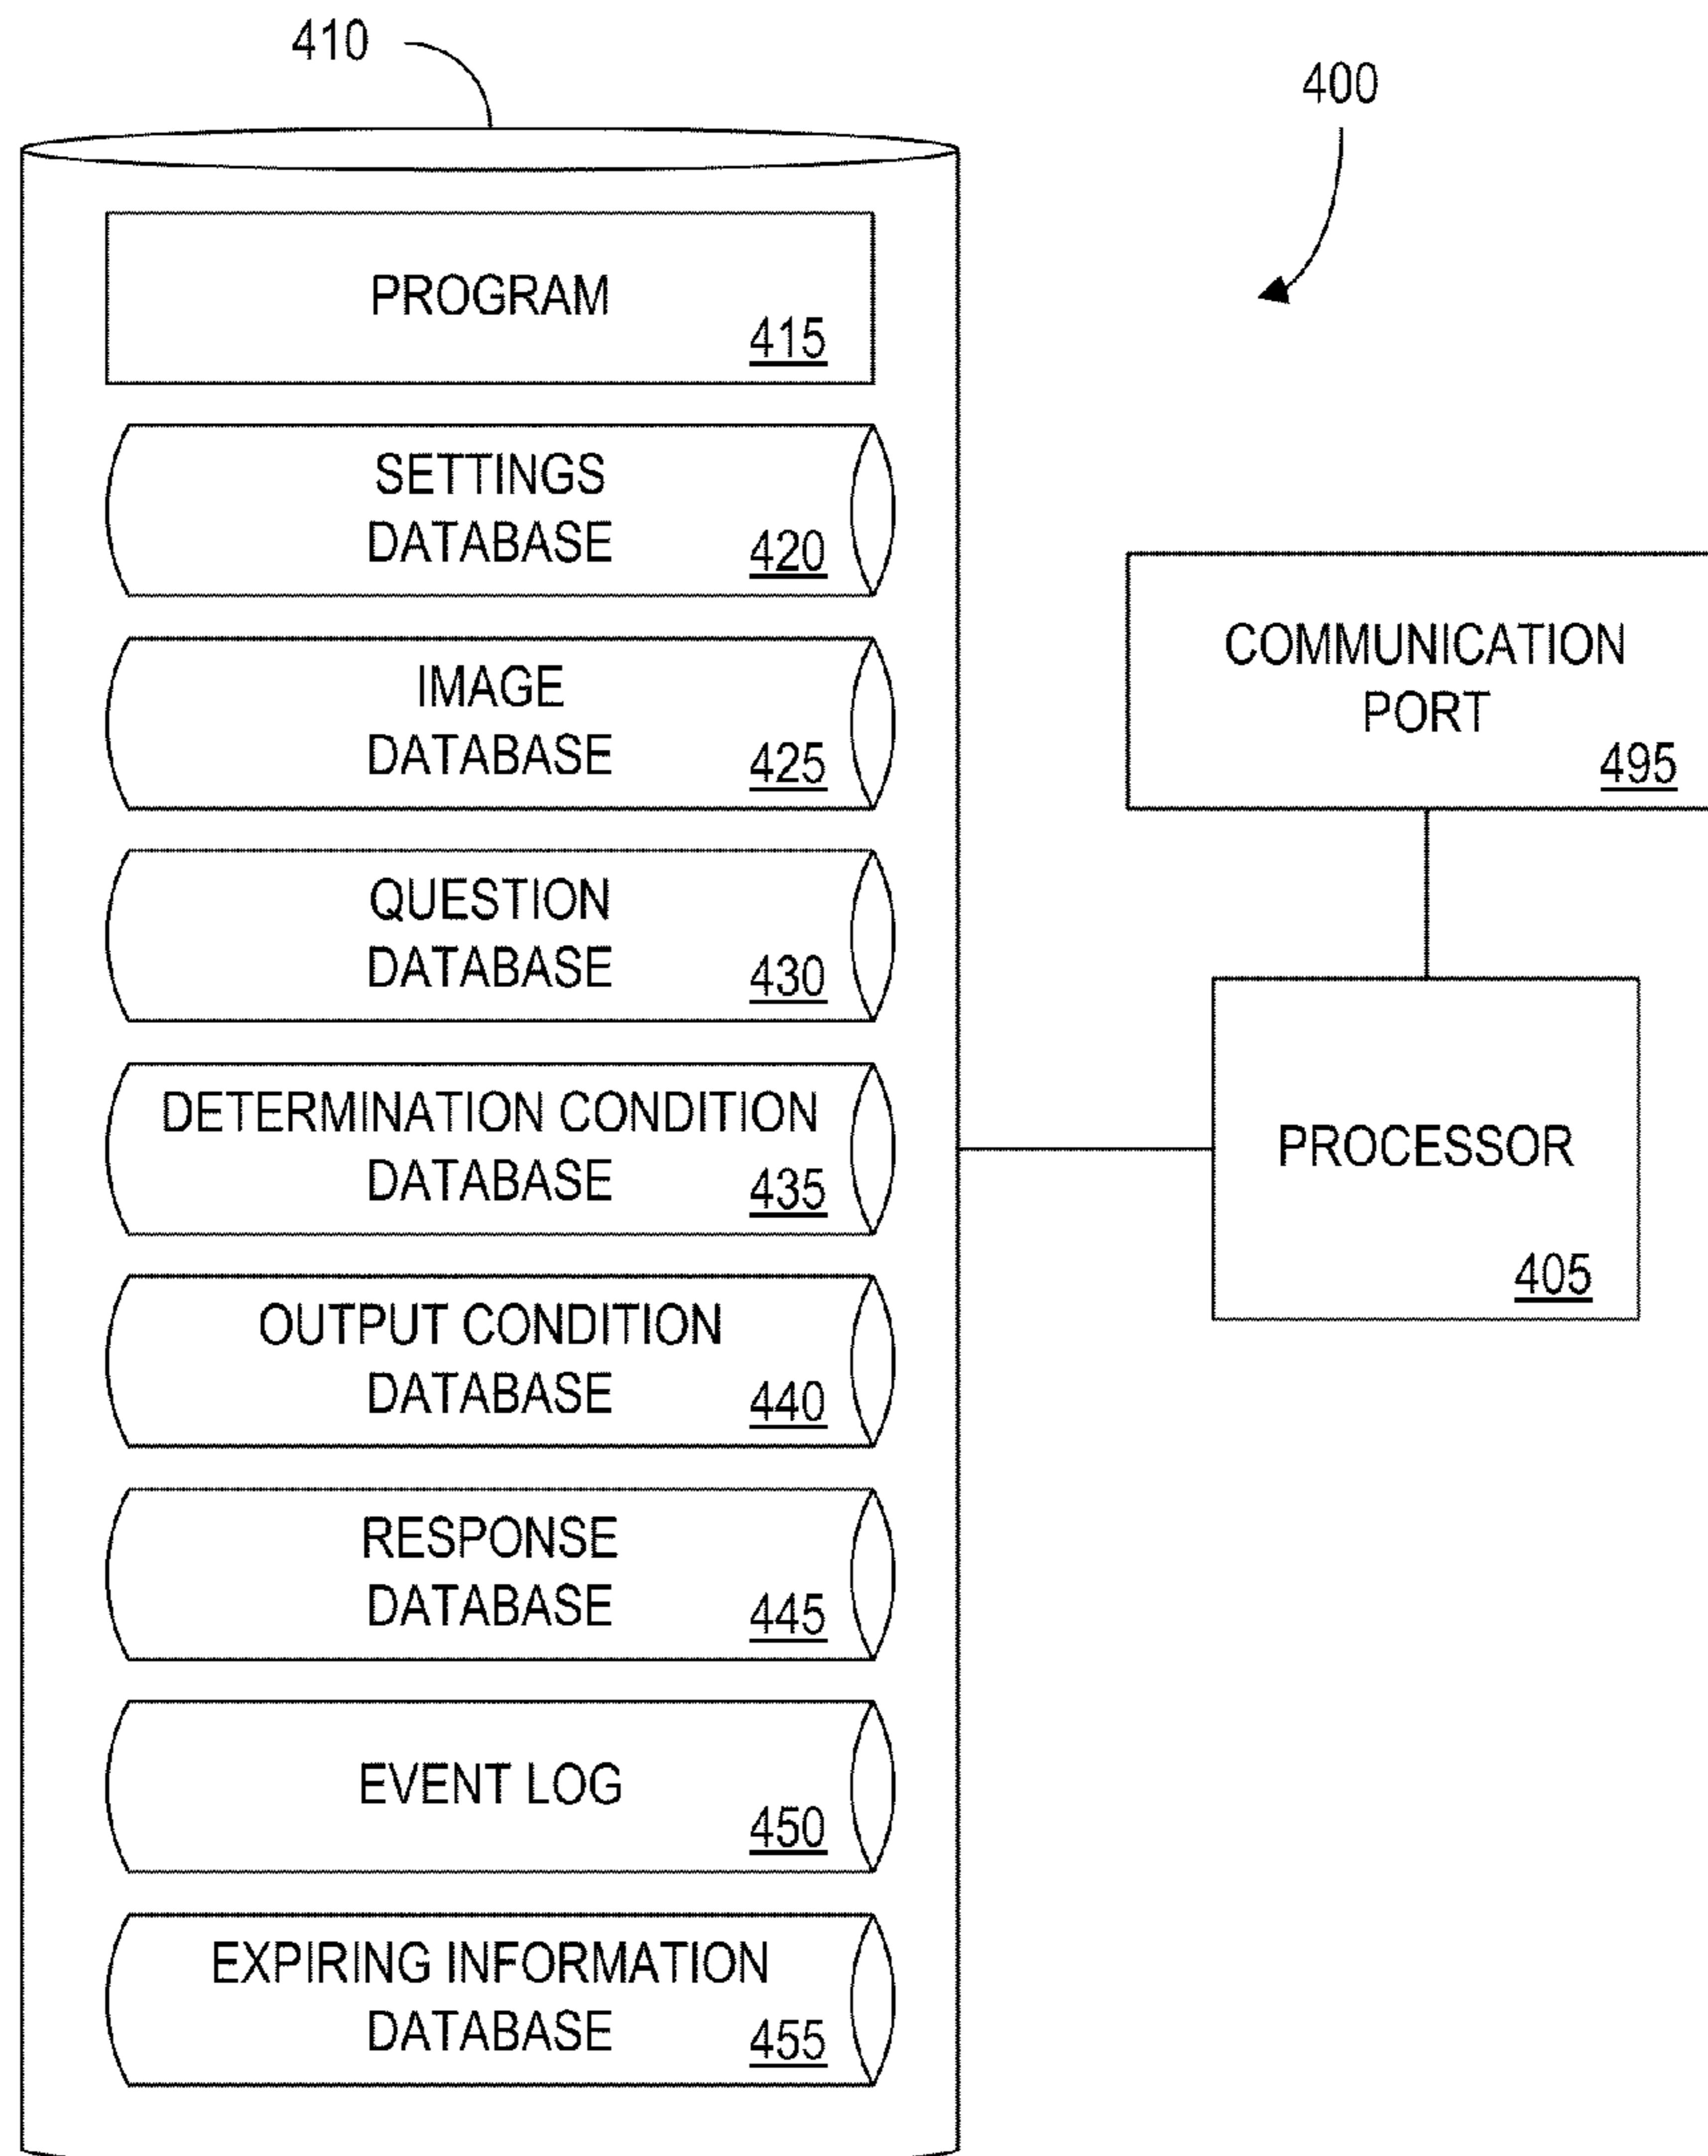 410
400
PROGRAM
415
SETTINGS
DATABASE
420
IMAGE
DATABASE
425
QUESTION
DATABASE
430
DETERMINATION CONDITION
DATABASE
435
OUTPUT CONDITION
DATABASE
440
RESPONSE
DATABASE
445
EVENT LOG
450
EXPIRING INFORMATION
DATABASE
455
COMMUNICATION
PORT
495
PROCESSOR
405